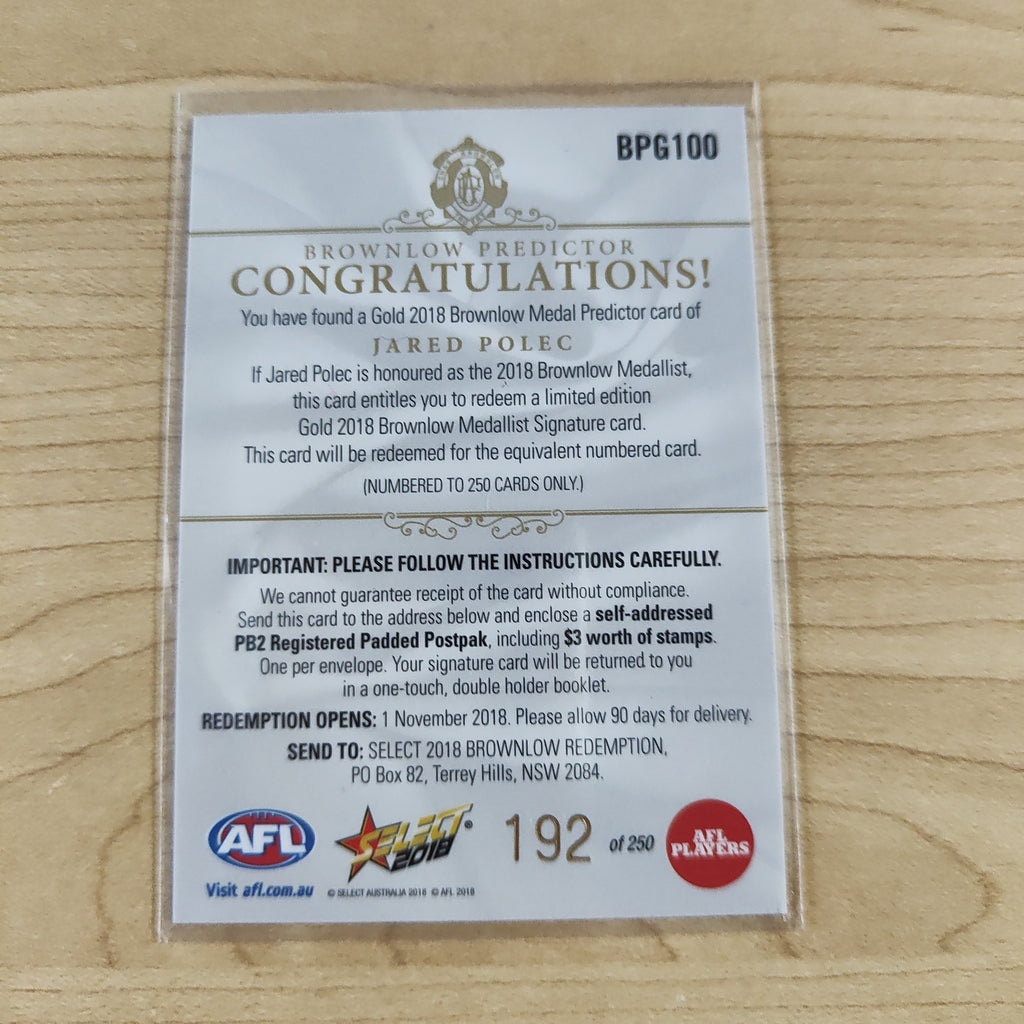 BPG100
BROWNLOW PREDICTOR
CONGRATULATIONS!
You have found a Gold 2018 Brownlow Medal Predictor card of
JARED POLEC
If Jared Polec is honoured as the 2018 Brownlow Medallist,
this card entitles you to redeem a limited edition
Gold 2018 Brownlow Medallist Signature card.
This card will be redeemed for the equivalent numbered card.
(NUMBERED TO 250 CARDS ONLY.)
IMPORTANT: PLEASE FOLLOW THE INSTRUCTIONS CAREFULLY.
We cannot guarantee receipt of the card without compliance.
Send this card to the address below and enclose a self-addressed
PB2 Registered Padded Postpak, including $3 worth of stamps.
One per envelope. Your signature card will be returned to you
in a one-touch, double holder booklet.
REDEMPTION OPENS: 1 November 2018. Please allow 90 days for delivery.
SEND TO: SELECT 2018 BROWNLOW REDEMPTION,
PO Box 82, Terrey Hills, NSW 2084.
AFL
Visit afl.com.au
SELECT ®
2018
© SELECT AUSTRALIA 2018 © AFL 2018
192 of 250
AFL
PLAYERS